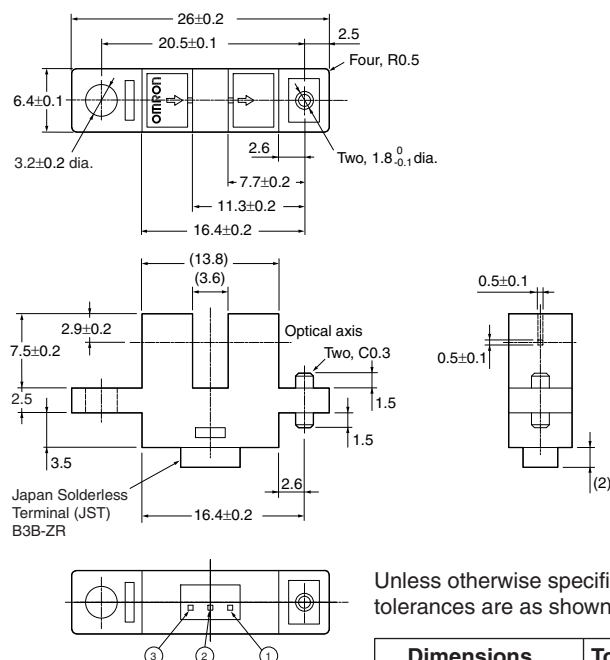 26±0.2
20.5±0.1
2.5
Four, R0.5
6.4±0.1
OMRON
3.2±0.2 dia.
2.6
Two, 1.8 0 -0.1 dia.
7.7±0.2
11.3±0.2
16.4±0.2
(13.8)
(3.6)
0.5±0.1
2.9±0.2
Optical axis
7.5±0.2
Two, C0.3
0.5±0.1
2.5
1.5
1.5
3.5
2.6
(2)
Japan Solderless
Terminal (JST)
B3B-ZR
16.4±0.2
Unless otherwise specifi
tolerances are as shown
3 2 1
Dimensions